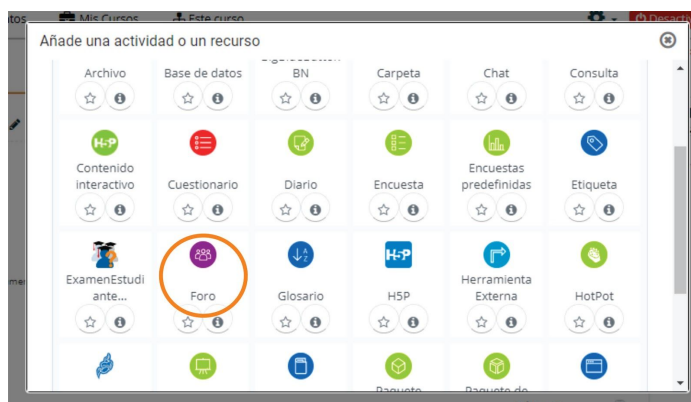 Mis Cursos Este curso
Añade una actividad o un recurso
Archivo Base de datos BN Carpeta Chat Consulta
H-P
Contenido interactivo Cuestionario Diario Encuesta Encuestas predefinidas Etiqueta
H-P
ExamenEstudi ante... Foro Glosario H5P Herramienta Externa HotPot
Paquete Paquete de